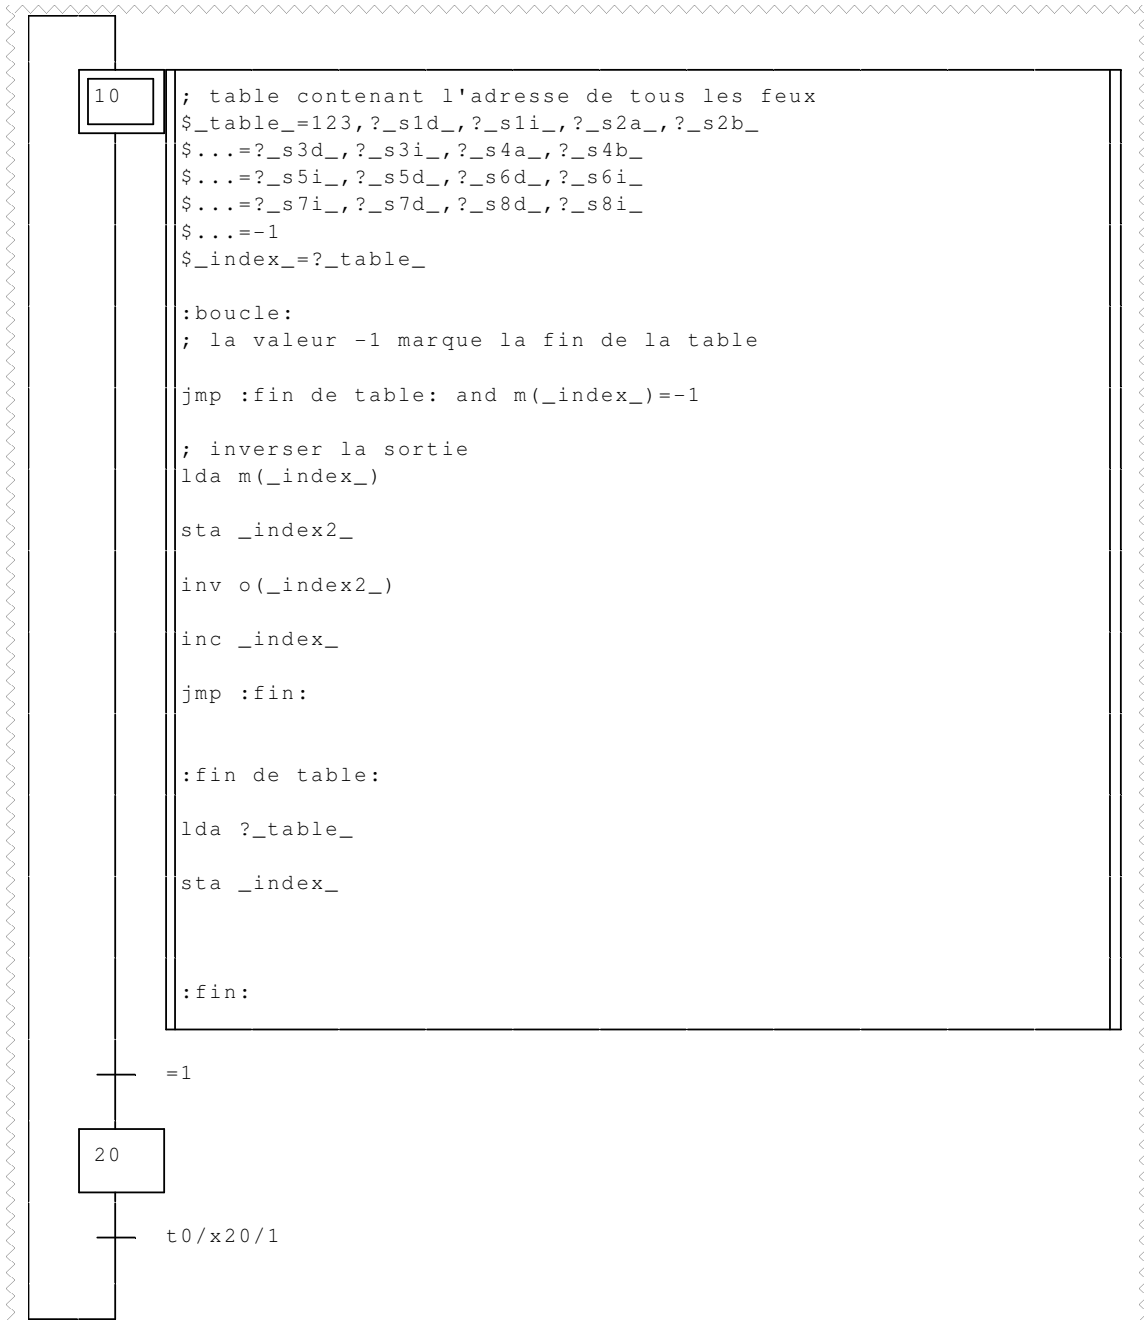 10
; table contenant l'adresse de tous les feux
$_table_=123,?_s1d_,?_s1i_,?_s2a_,?_s2b_
$...=?_s3d_,?_s3i_,?_s4a_,?_s4b_
$...=?_s5i_,?_s5d_,?_s6d_,?_s6i_
$...=?_s7i_,?_s7d_,?_s8d_,?_s8i_
$...=-1
$_index_=?_table_
:boucle:
; la valeur -1 marque la fin de la table
jmp :fin de table: and m(_index_)=-1
; inverser la sortie
lda m(_index_)
sta _index2_
inv o(_index2_)
inc _index_
jmp :fin:
:fin de table:
lda ?_table_
sta _index_
:fin:
=1
20
t0/x20/1